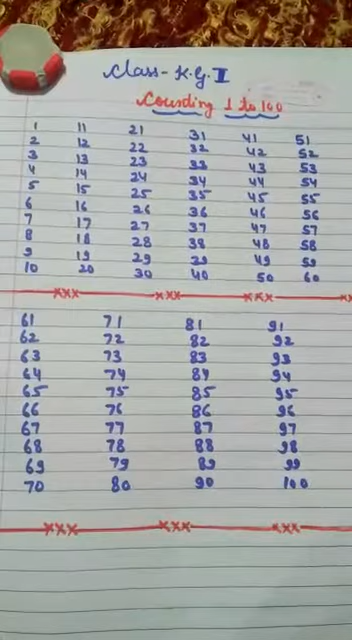 Class- K.G. II
Counting 1 to 100
1 11 21 31 41 51
2 12 22 32 42 52
3 13 23 33 43 53
4 14 24 34 44 54
5 15 25 35 45 55
6 16 26 36 46 56
7 17 27 37 47 57
8 18 28 38 48 58
9 19 29 39 49 59
10 20 30 40 50 60
xxx xxx xxx xx
61 71 81 91
62 72 82 92
63 73 83 93
64 74 84 94
65 75 85 95
66 76 86 96
67 77 87 97
68 78 88 98
69 79 89 99
70 80 90 100
xxx xxx xxx